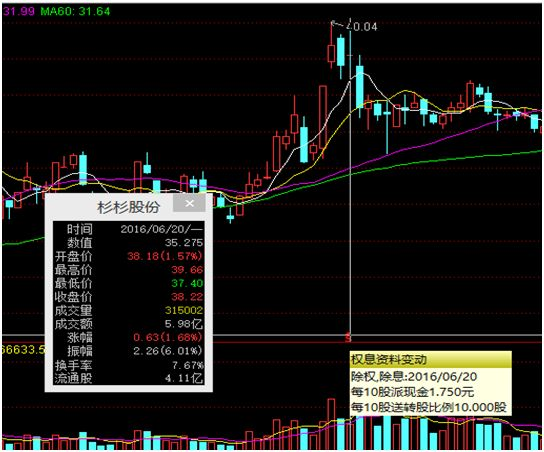 31.99 MA60: 31.64
40.04
杉杉股份
时间 2016/06/20/一
数值 35.275
开盘价 38.18(1.57%)
最高价 39.66
最低价 37.40
收盘价 38.22
成交量 315002
成交额 5.98亿
涨幅 0.63(1.68%)
振幅 2.26(6.01%)
换手率 7.67%
流通股 4.11亿
66633.5
S
权息资料变动
除权,除息:2016/06/20
每10股派现金1.750元
每10股送转股比例10.000股